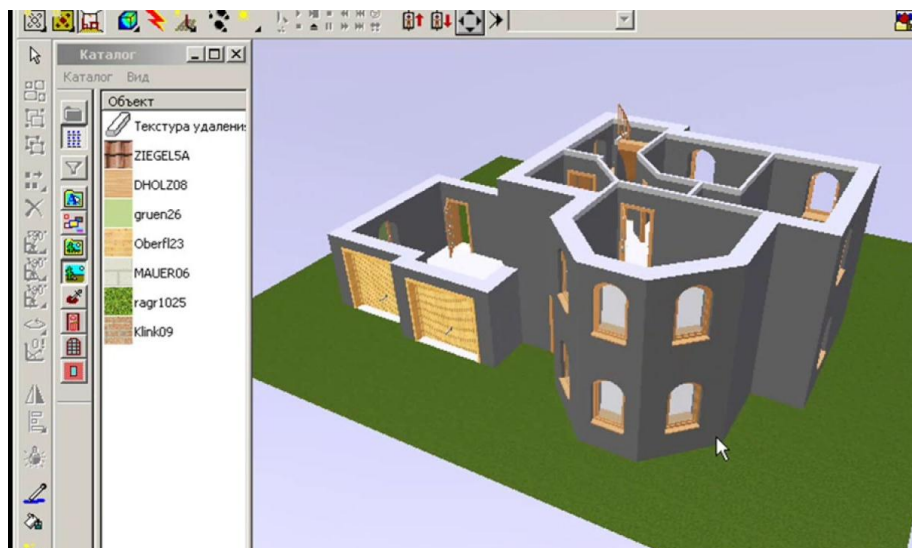 Каталог
Каталог Вид
Объект
Текстура удалени
ZIEGEL5A
DHOLZ08
gruen26
Oberfl23
MAUER06
ragr1025
Klink09